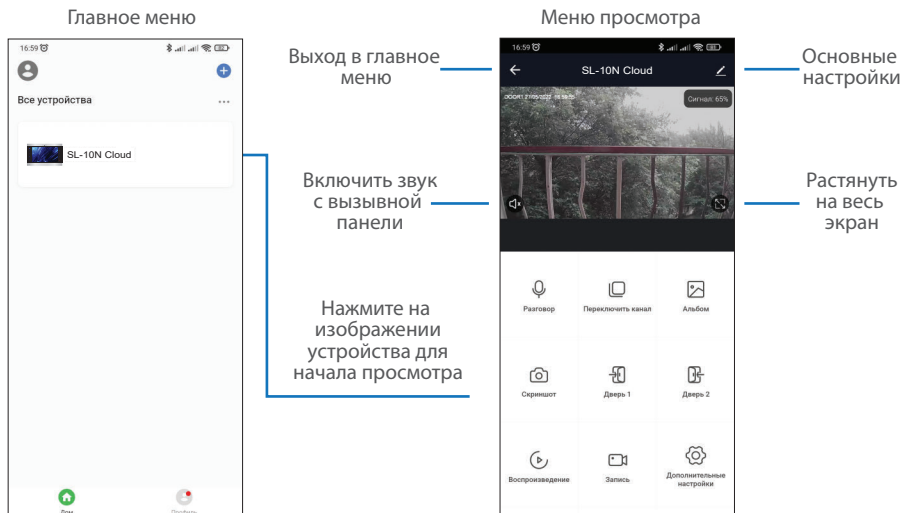 Главное меню
16:59
Все устройства
SL-10N Cloud
Дом
Профиль
Нажмите на
изображении
устройства для
начала просмотра
Меню просмотра
Выход в главное
меню
16:59
SL-10N Cloud
Основные
настройки
Сигнал: 65%
Включить звук
с вызывной
панели
Растянуть
на весь
экран
Разговор
Переключить канал
Альбом
Скриншот
Дверь 1
Дверь 2
Воспроизведение
Запись
Дополнительные
настройки